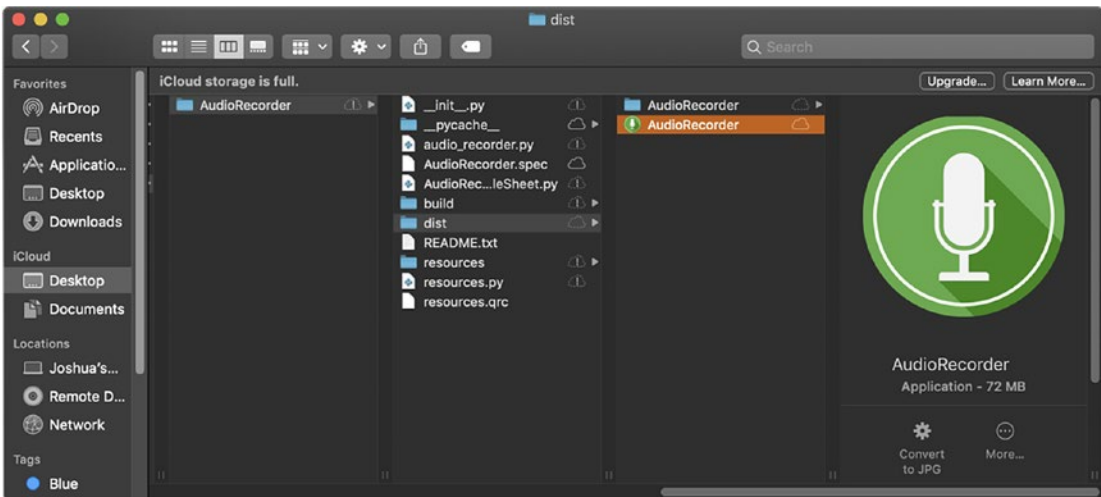 dist
Search
Favorites
AirDrop
Recents
Applicatio...
Desktop
Downloads
iCloud
Desktop
Documents
Locations
Joshua's...
Remote D...
Network
Tags
Blue
iCloud storage is full.
Upgrade...
Learn More...
AudioRecorder
__init__.py
__pycache__
audio_recorder.py
AudioRecorder.spec
AudioRec...leSheet.py
build
dist
README.txt
resources
resources.py
resources.qrc
AudioRecorder
AudioRecorder
AudioRecorder
Application - 72 MB
Convert
to JPG
More...